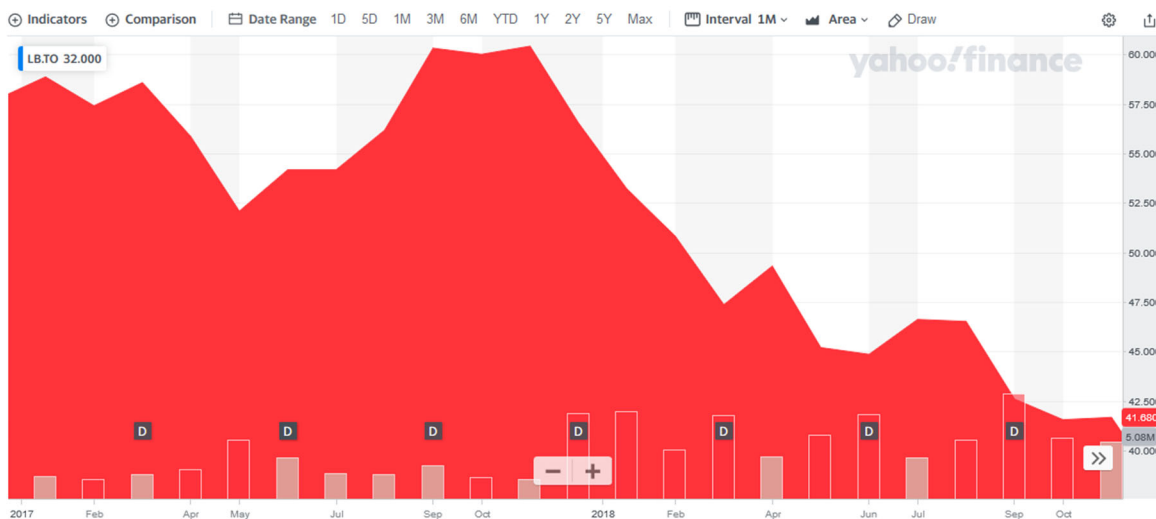 Indicators Comparison Date Range 1D 5D 1M 3M 6M YTD 1Y 2Y 5Y Max Interval 1M Area Draw
LB.TO 32.000
yahoo!finance
60.000
57.500
55.000
52.500
50.000
47.500
45.000
42.500
41.680
5.08M
40.000
D D D D D D D
2017 Feb Apr May Jul Sep Oct 2018 Feb Apr Jun Jul Sep Oct